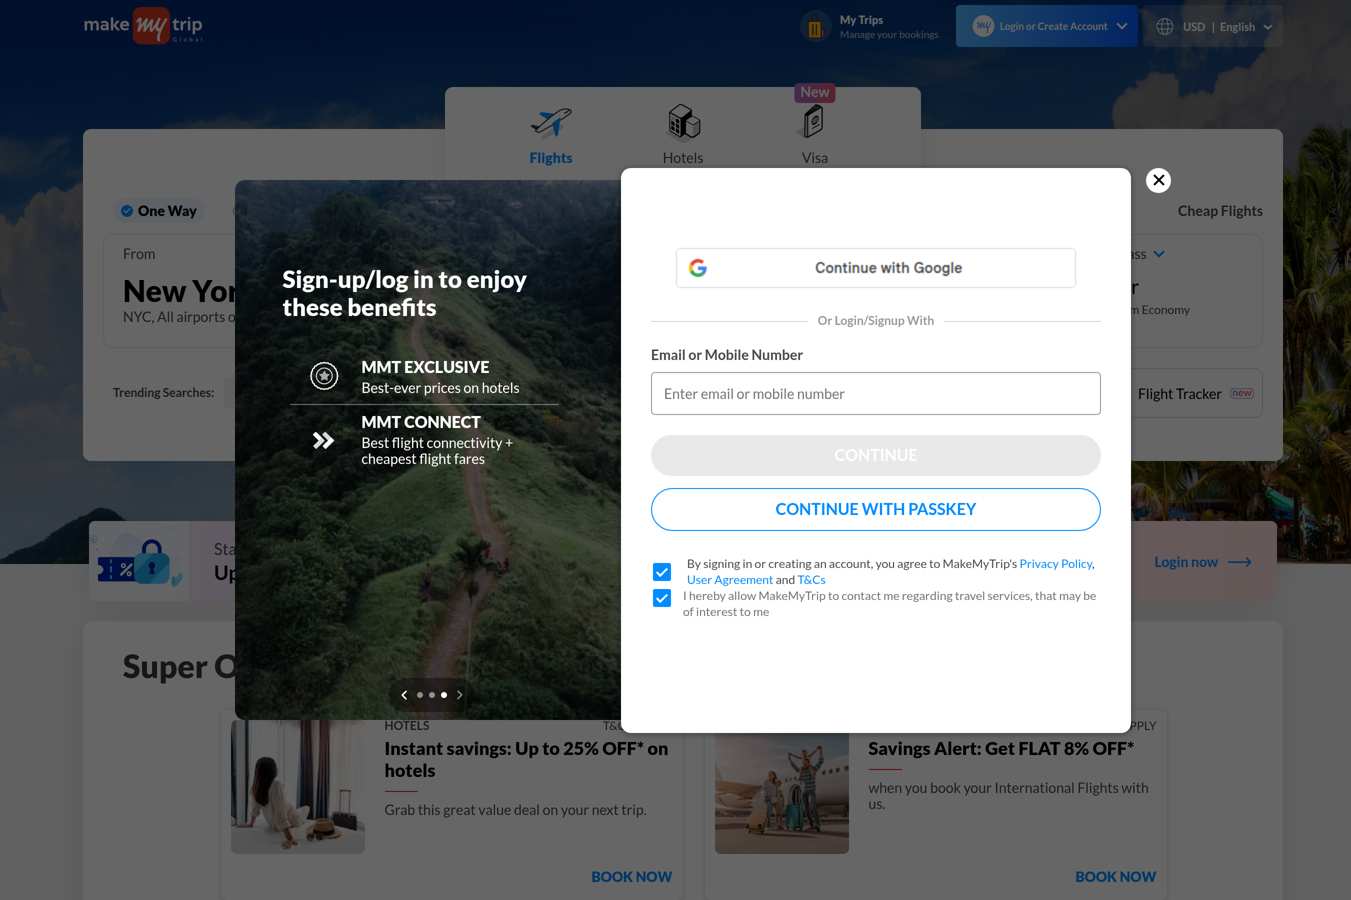 make my trip
Global
My Trips
Manage your bookings
my
Login or Create Account
USD | English
New
Flights
Hotels
Visa
One Way
Cheap Flights
From
New Yor
NYC, All airports o
Economy
Trending Searches:
Flight Tracker new
Sign-up/log in to enjoy
these benefits
MMT EXCLUSIVE
Best-ever prices on hotels
MMT CONNECT
Best flight connectivity +
cheapest flight fares
Continue with Google
Or Login/Signup With
Email or Mobile Number
Enter email or mobile number
CONTINUE
CONTINUE WITH PASSKEY
By signing in or creating an account, you agree to MakeMyTrip's Privacy Policy,
User Agreement and T&Cs
I hereby allow MakeMyTrip to contact me regarding travel services, that may be
of interest to me
%
Sta
Up
Login now
Super O
HOTELS
T&C
Instant savings: Up to 25% OFF* on
hotels
Grab this great value deal on your next trip.
BOOK NOW
PPLY
Savings Alert: Get FLAT 8% OFF*
when you book your International Flights with
us.
BOOK NOW